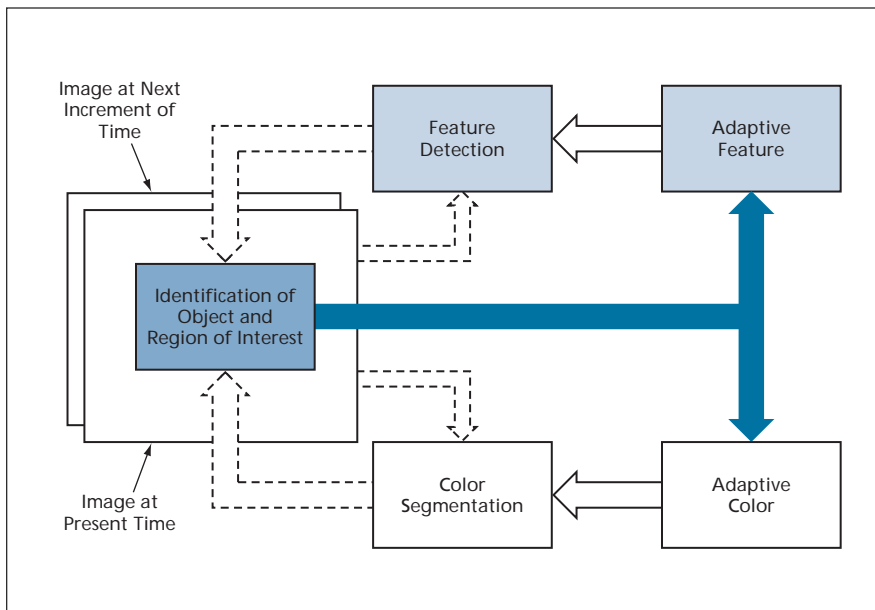 Image at Next
Increment of
Time
Feature
Detection
Adaptive
Feature
Identification of
Object and
Region of Interest
Image at
Present Time
Color
Segmentation
Adaptive
Color